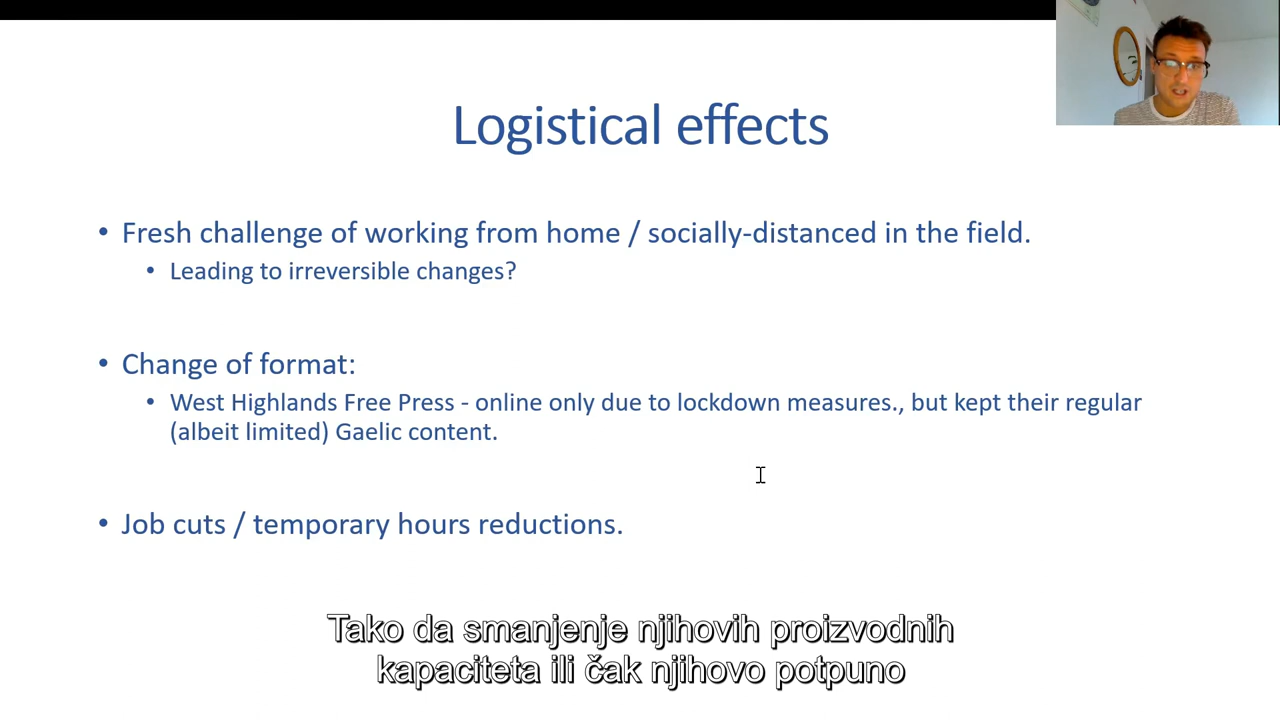 Logistical effects
• Fresh challenge of working from home / socially-distanced in the field.
• Leading to irreversible changes?
• Change of format:
• West Highlands Free Press - online only due to lockdown measures., but kept their regular
(albeit limited) Gaelic content.
• Job cuts / temporary hours reductions.
Tako da smanjenje njihovih proizvodnih
kapaciteta ili čak njihovo potpuno